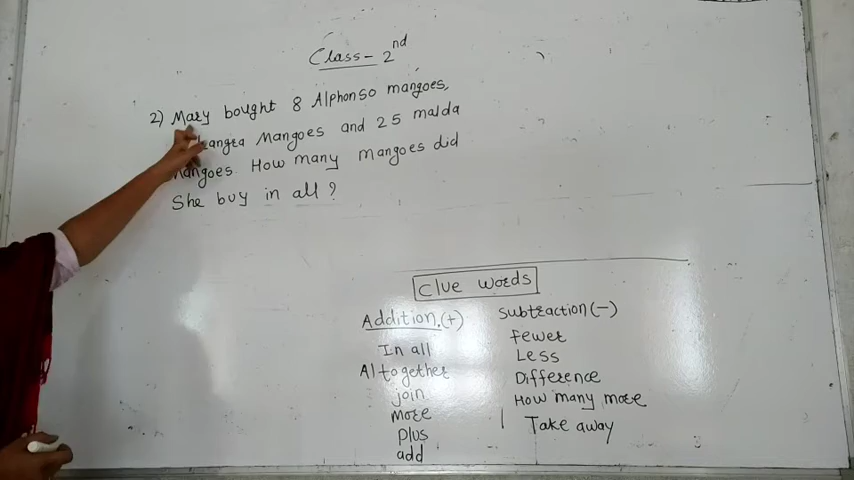 Class - 2nd
2) Mary bought 8 Alphonso mangoes,
Mangoes and 25 malda
Mangoes. How many mangoes did
She buy in all ?
Clue words
Addition (+)
In all
Altogether
join
more
plus
add
Subtraction (-)
fewer
Less
Difference
How many more
Take away